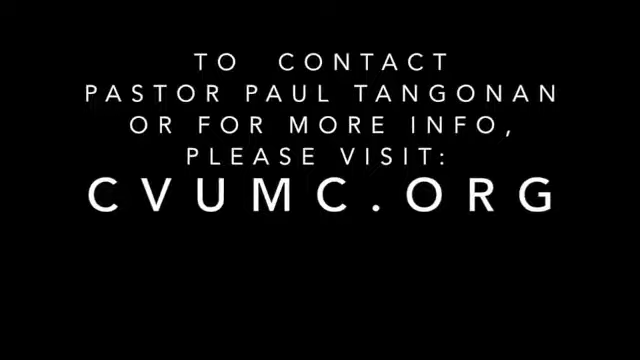 TO CONTACT
PASTOR PAUL TANGONAN
OR FOR MORE INFO,
PLEASE VISIT:
CVUMC.ORG